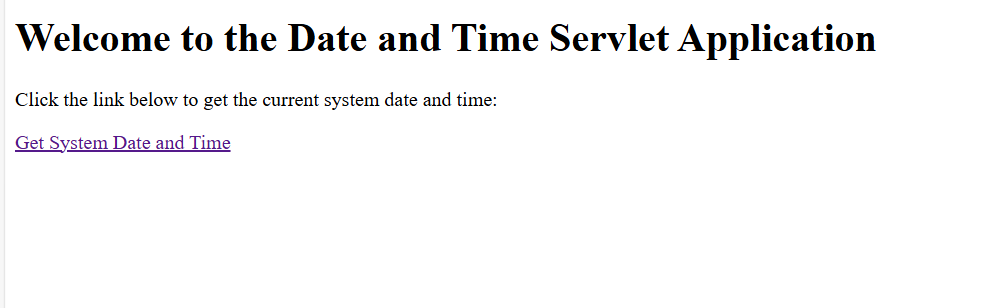 Welcome to the Date and Time Servlet Application
Click the link below to get the current system date and time:
Get System Date and Time